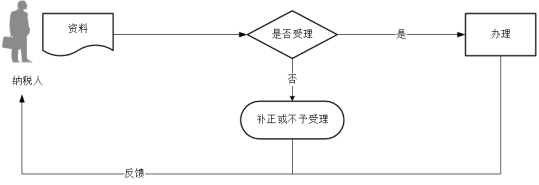 资料
是否受理
是
办理
纳税人
否
补正或不予受理
反馈